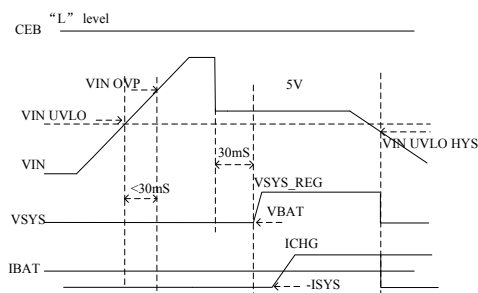 “L” level
CEB
VIN OVP
5V
VIN UVLO
VIN UVLO HYS
30mS
VIN
<30mS
VSYS_REG
VBAT
VSYS
ICHG
IBAT
-ISYS